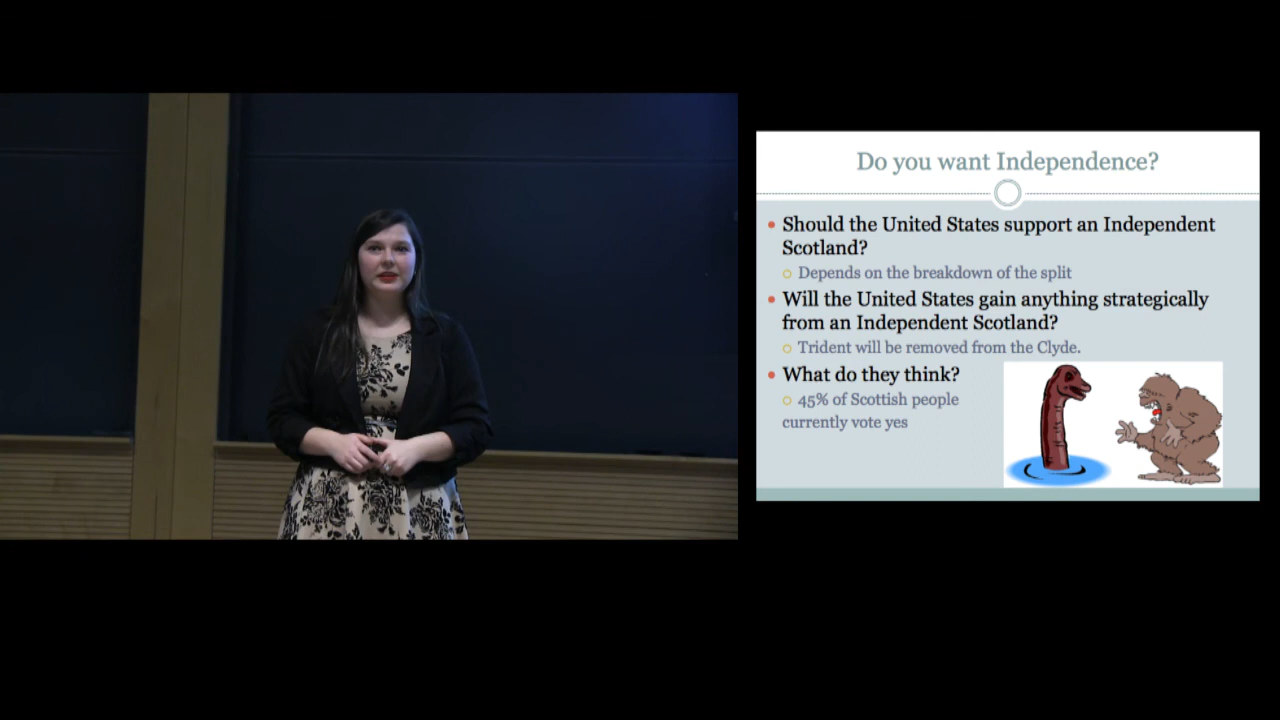 Do you want Independence?
Should the United States support an Independent
Scotland?
Depends on the breakdown of the split
Will the United States gain anything strategically
from an Independent Scotland?
Trident will be removed from the Clyde.
What do they think?
45% of Scottish people
currently vote yes